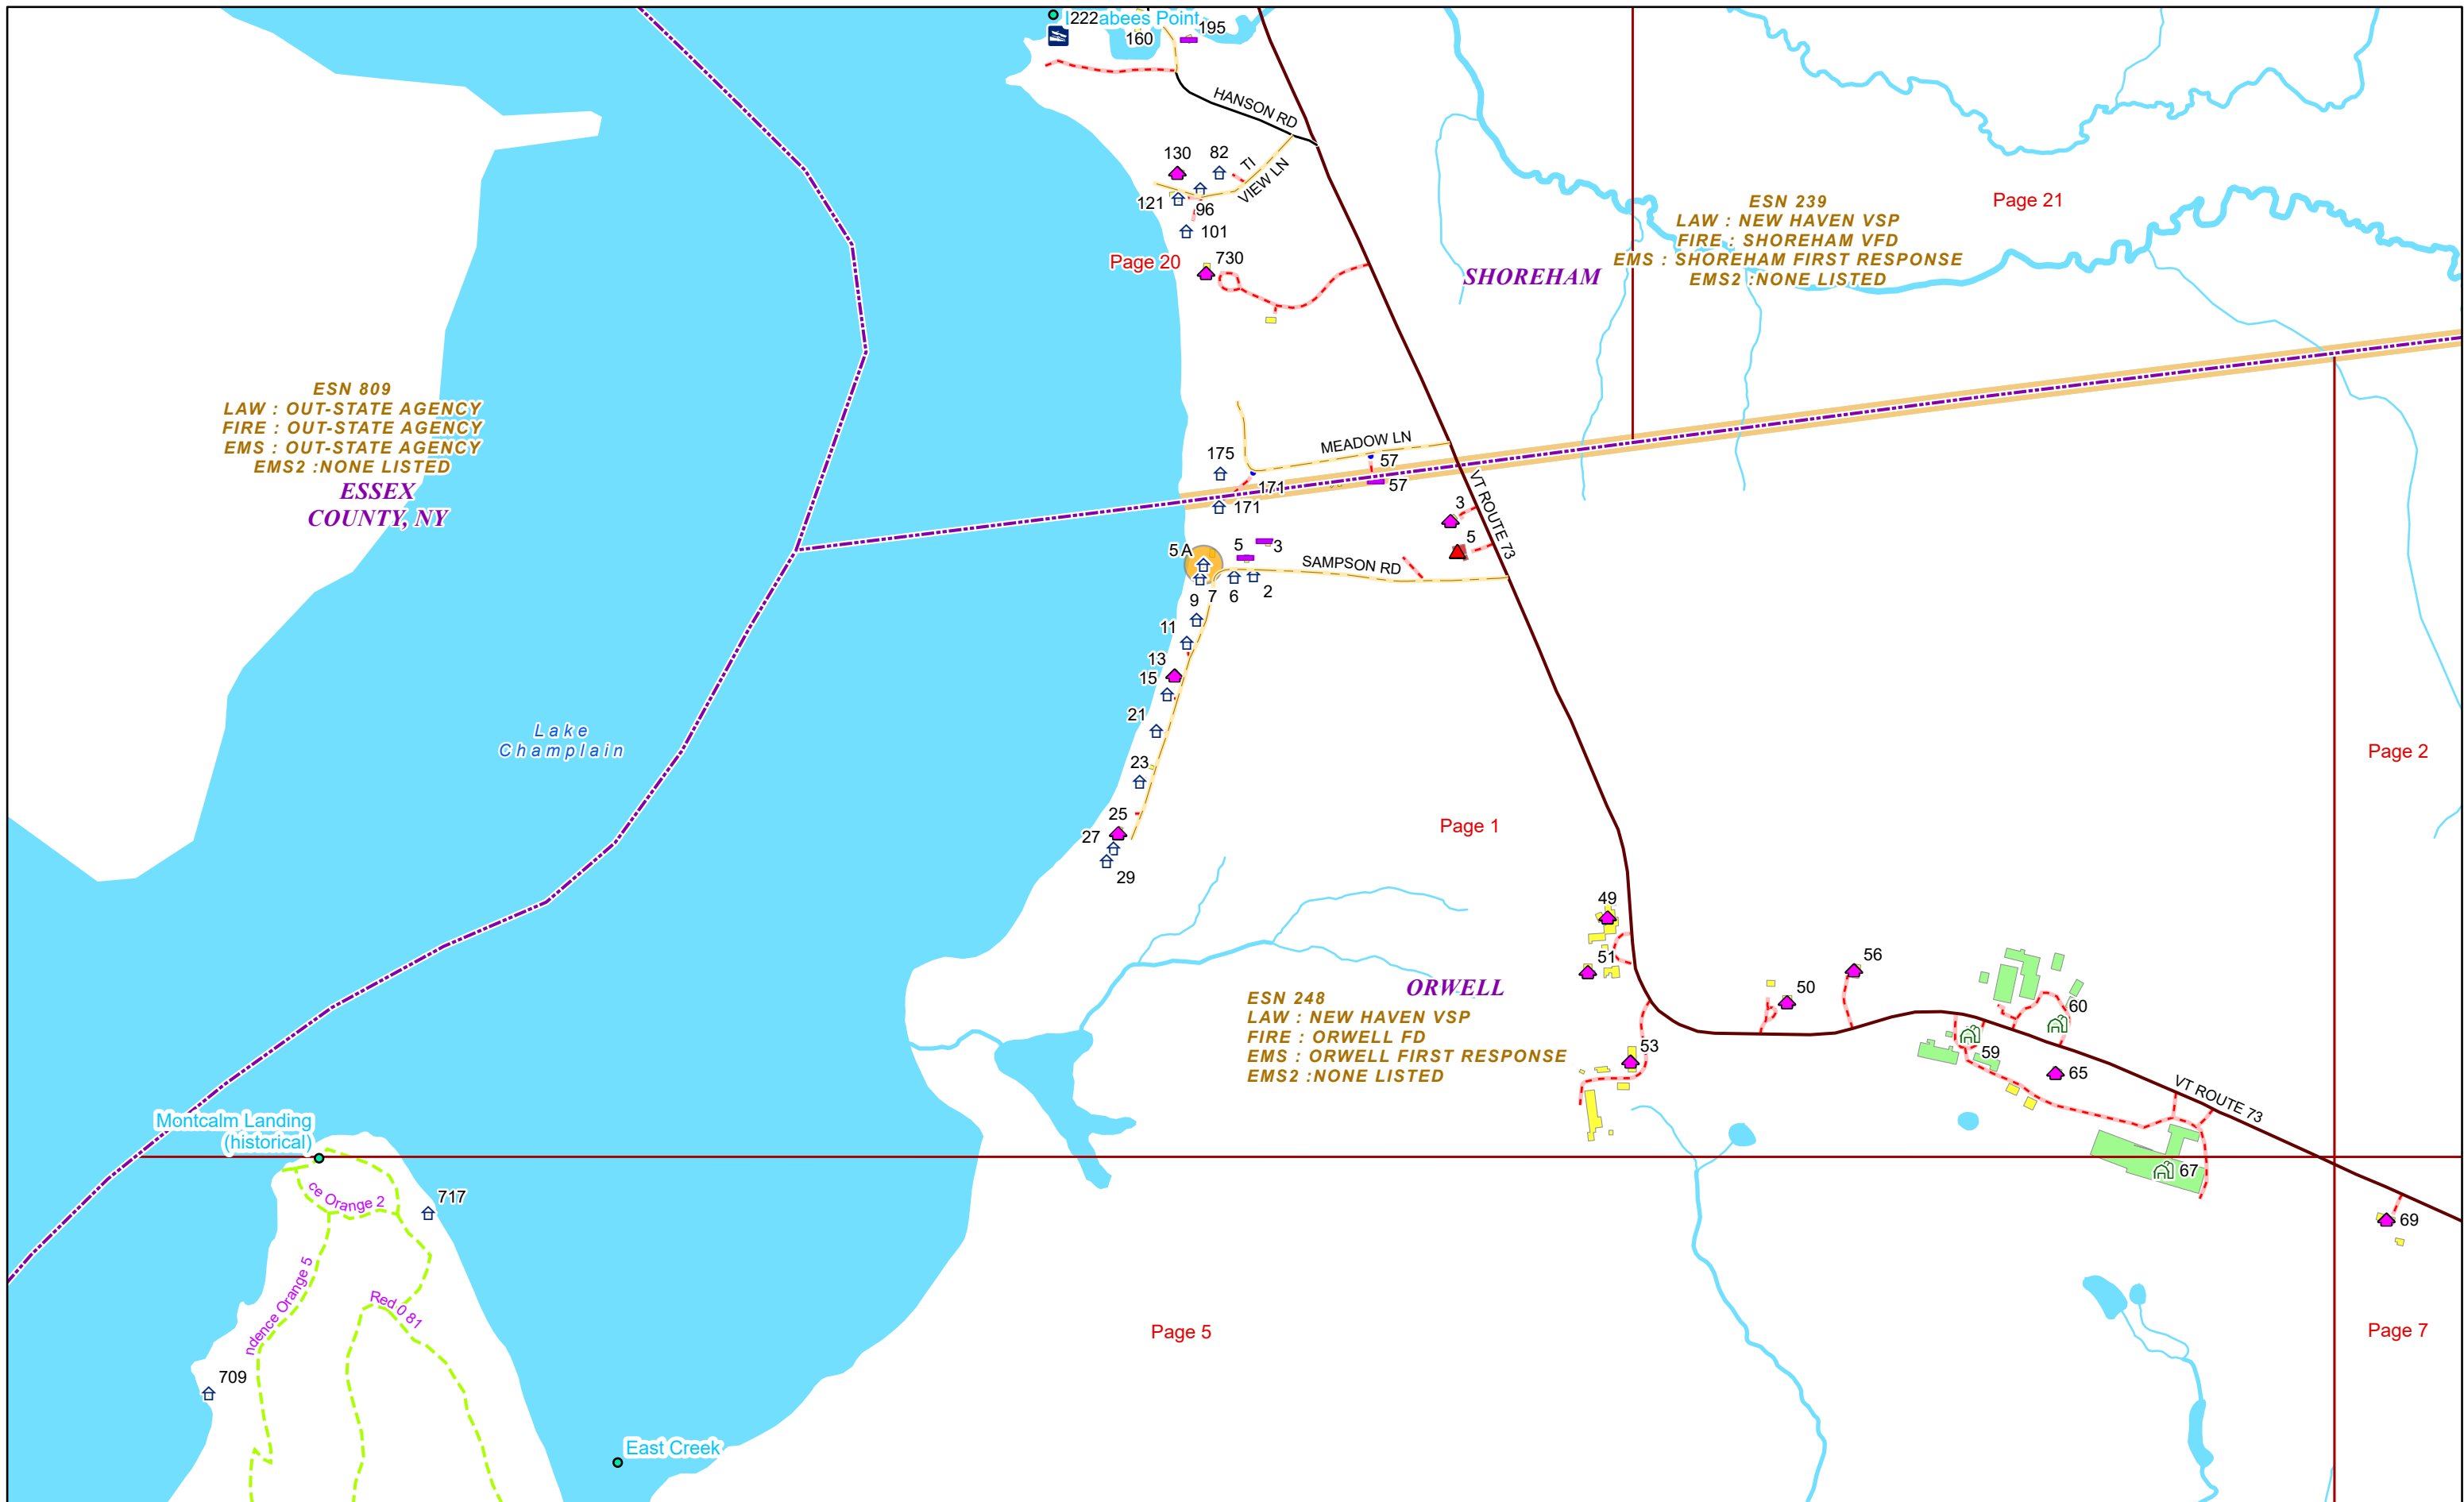 222
abees Point
195
160
HANSON RD
130
82
TI
VIEW LN
121
96
101
Page 20
730
SHOREHAM
ESN 239
LAW : NEW HAVEN VSP
FIRE : SHOREHAM VFD
EMS : SHOREHAM FIRST RESPONSE
EMS2 :NONE LISTED
Page 21
ESN 809
LAW : OUT-STATE AGENCY
FIRE : OUT-STATE AGENCY
EMS : OUT-STATE AGENCY
EMS2 :NONE LISTED
ESSEX
COUNTY, NY
MEADOW LN
175
57
171
57
171
VT ROUTE 73
3
5
5 A
5
3
SAMPSON RD
9
7
6
2
11
13
15
21
23
25
27
29
Lake
Champlain
Page 1
Page 2
49
51
56
50
60
ORWELL
ESN 248
LAW : NEW HAVEN VSP
FIRE : ORWELL FD
EMS : ORWELL FIRST RESPONSE
EMS2 :NONE LISTED
53
59
65
VT ROUTE 73
Montcalm Landing
(historical)
67
717
ce Orange 2
69
ndence Orange 5
Red 0 81
Page 5
Page 7
709
East Creek